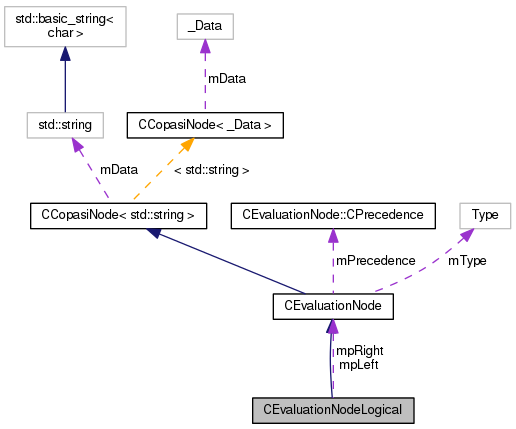 std::basic_string<
char >
_Data
mData
std::string
CCopasiNode< _Data >
mData
< std::string >
CCopasiNode< std::string >
CEvaluationNode::CPrecedence
Type
mPrecedence
mType
CEvaluationNode
mpRight
mpLeft
CEvaluationNodeLogical